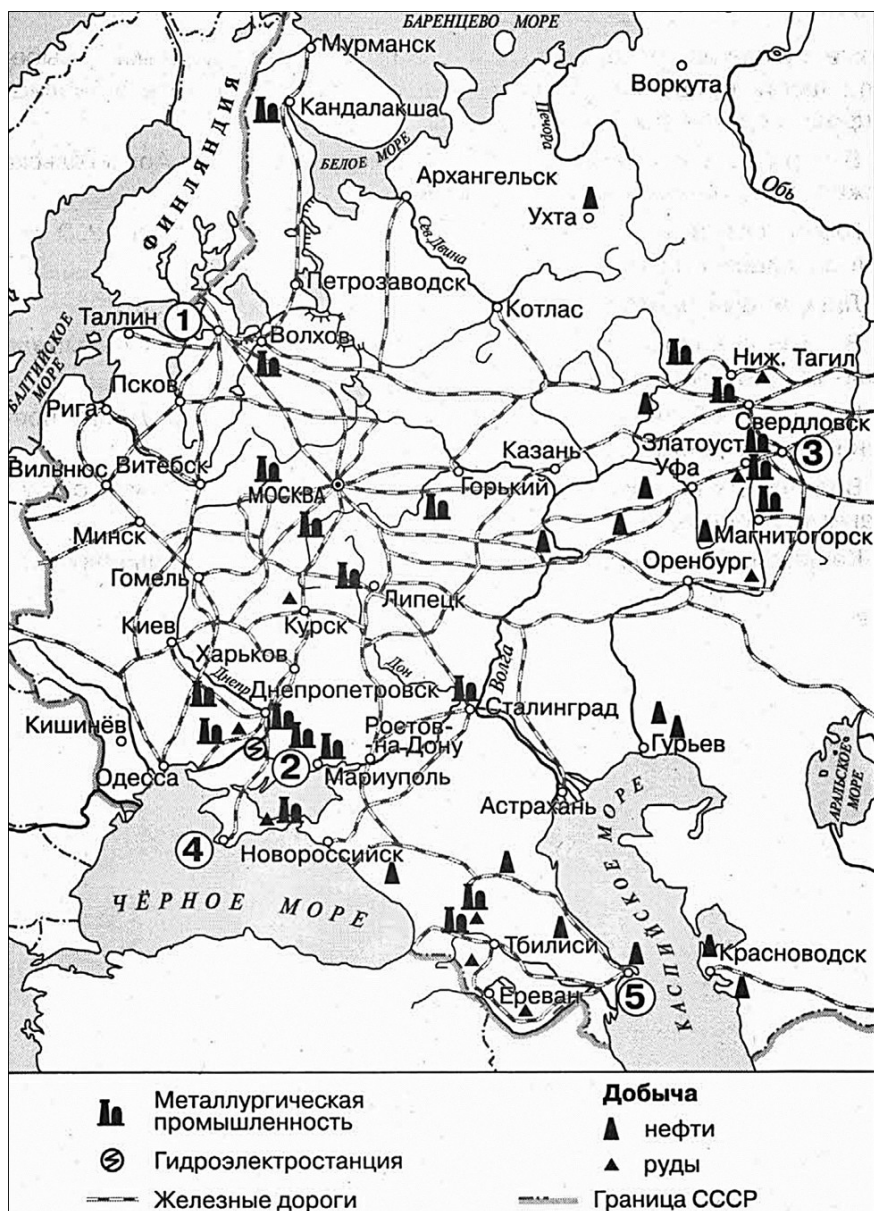 БАРЕНЦЕВО МОРЕ
Мурманск
Воркута
Кандалакша
Печора
ФИНЛЯНДИЯ
БЕЛОЕ МОРЕ
Архангельск
Обь
Ухта
Сев. Двина
Петрозаводск
Котлас
Таллин
1
Волхов
БАЛТИЙСКОЕ
МОРЕ
Ниж. Тагил
Псков
Рига
Свердловск
Казань
Златоуст
3
Вильнюс
Витебск
МОСКВА
Горький
Уфа
Минск
Магнитогорск
Оренбург
Гомель
Липецк
Киев
Курск
Харьков
Дон
Волга
Днепр
Днепропетровск
Сталинград
Кишинёв
Ростов-
-на-Дону
Гурьев
2
Одесса
Мариуполь
Астрахань
АРАЛЬСКОЕ
МОРЕ
4
Новороссийск
ЧЁРНОЕ МОРЕ
КАСПИЙСКОЕ МОРЕ
Тбилиси
Красноводск
Ереван
5
Металлургическая
промышленность
Гидроэлектростанция
Железные дороги
Добыча
нефти
руды
Граница СССР